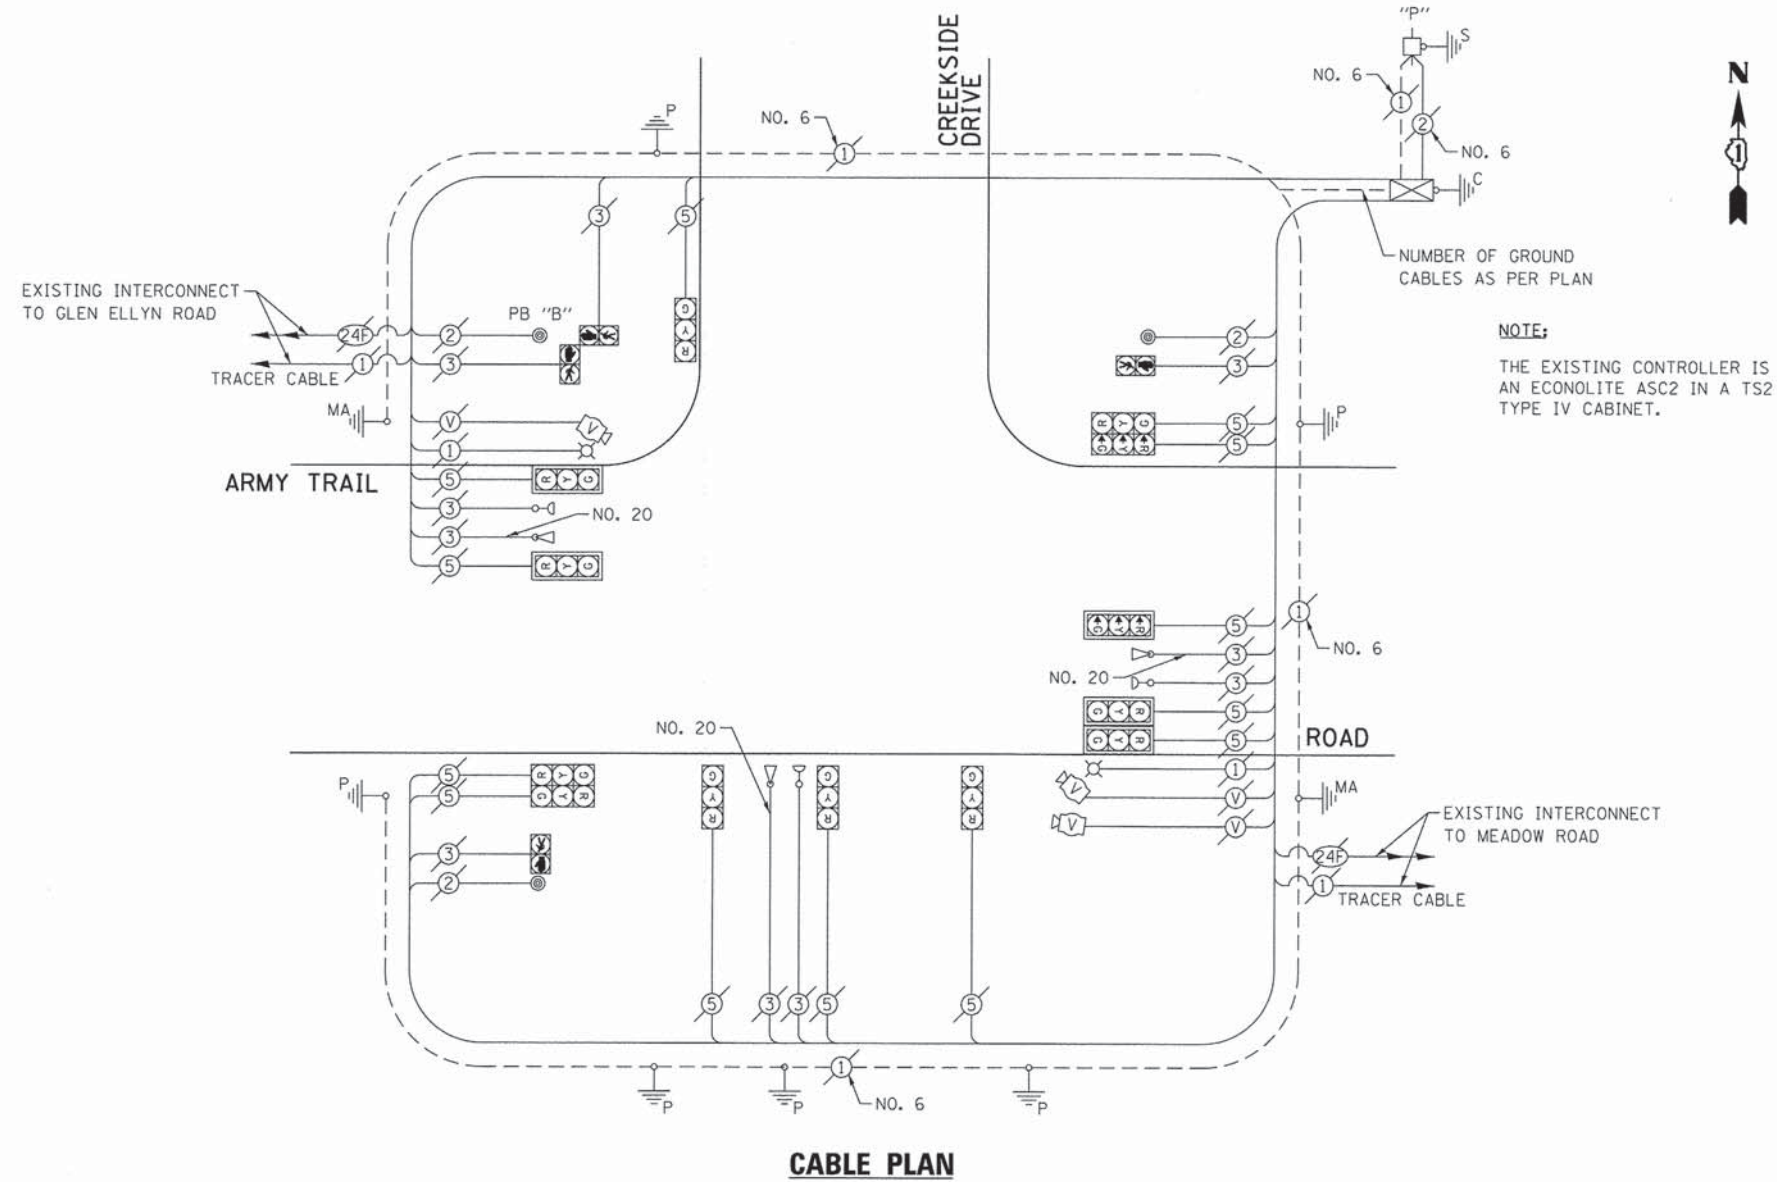 "P"
S
CREEKSIDE
DRIVE
NO. 6
1
N
P
NO. 6
1
2
NO. 6
1
C
3
5
NUMBER OF GROUND
CABLES AS PER PLAN
EXISTING INTERCONNECT
TO GLEN ELLYN ROAD
24F
2
PB "B"
G
Y
R
2
NOTE:
THE EXISTING CONTROLLER IS
AN ECONOLITE ASC2 IN A TS2
TYPE IV CABINET.
TRACER CABLE
1
3
3
MA
V
V
R Y G
5
P
1
G Y R
5
ARMY TRAIL
5
R Y G
3
NO. 20
3
5
R Y G
G Y R
5
1
3
NO. 6
NO. 20
3
G Y R
5
NO. 20
G Y R
5
ROAD
P
5
R Y G
G Y R
G Y R
G Y R
1
5
G Y R
V
V
MA
V
V
EXISTING INTERCONNECT
TO MEADOW ROAD
3
24F
2
1
TRACER CABLE
5
3
3
5
5
1
P
P
NO. 6
P
CABLE PLAN